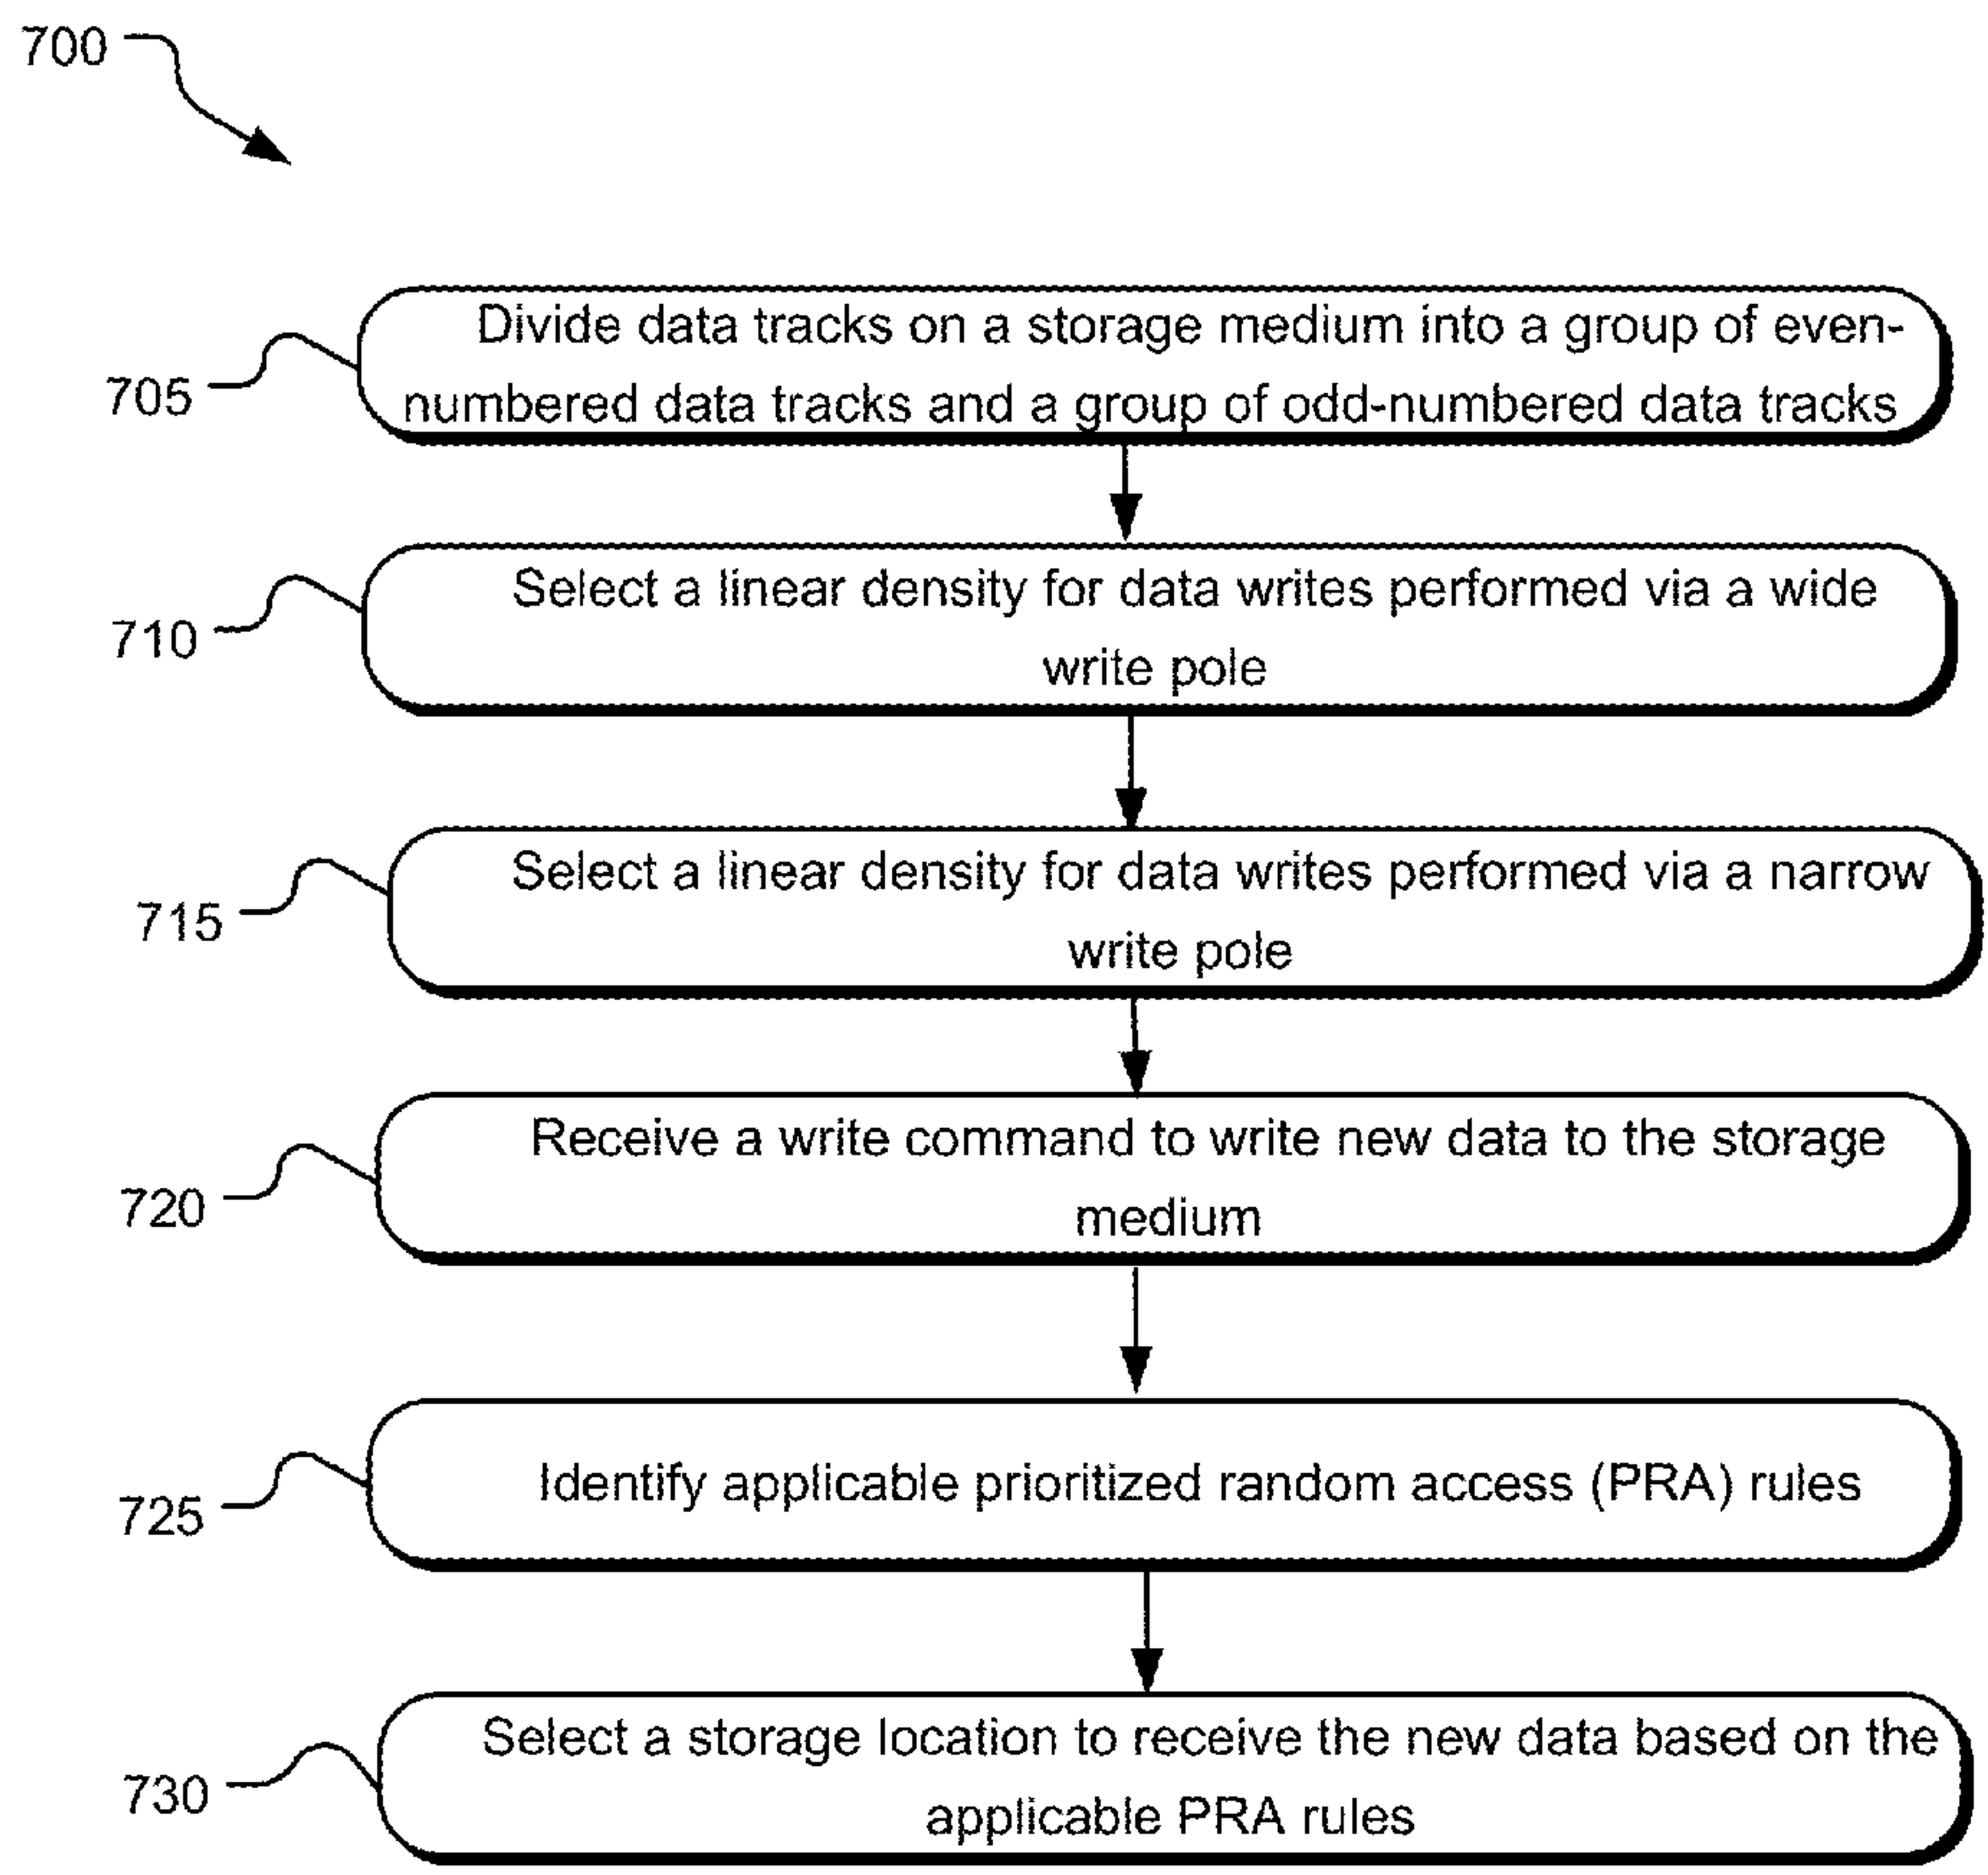 700
Divide data tracks on a storage medium into a group of even-
numbered data tracks and a group of odd-numbered data tracks
705
Select a linear density for data writes performed via a wide
write pole
710
Select a linear density for data writes performed via a narrow
write pole
715
Receive a write command to write new data to the storage
medium
720
Identify applicable prioritized random access (PRA) rules
725
Select a storage location to receive the new data based on the
applicable PRA rules
730